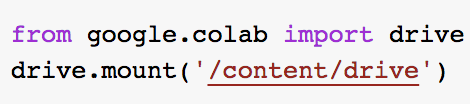 from google.colab import drive
drive.mount('/content/drive')